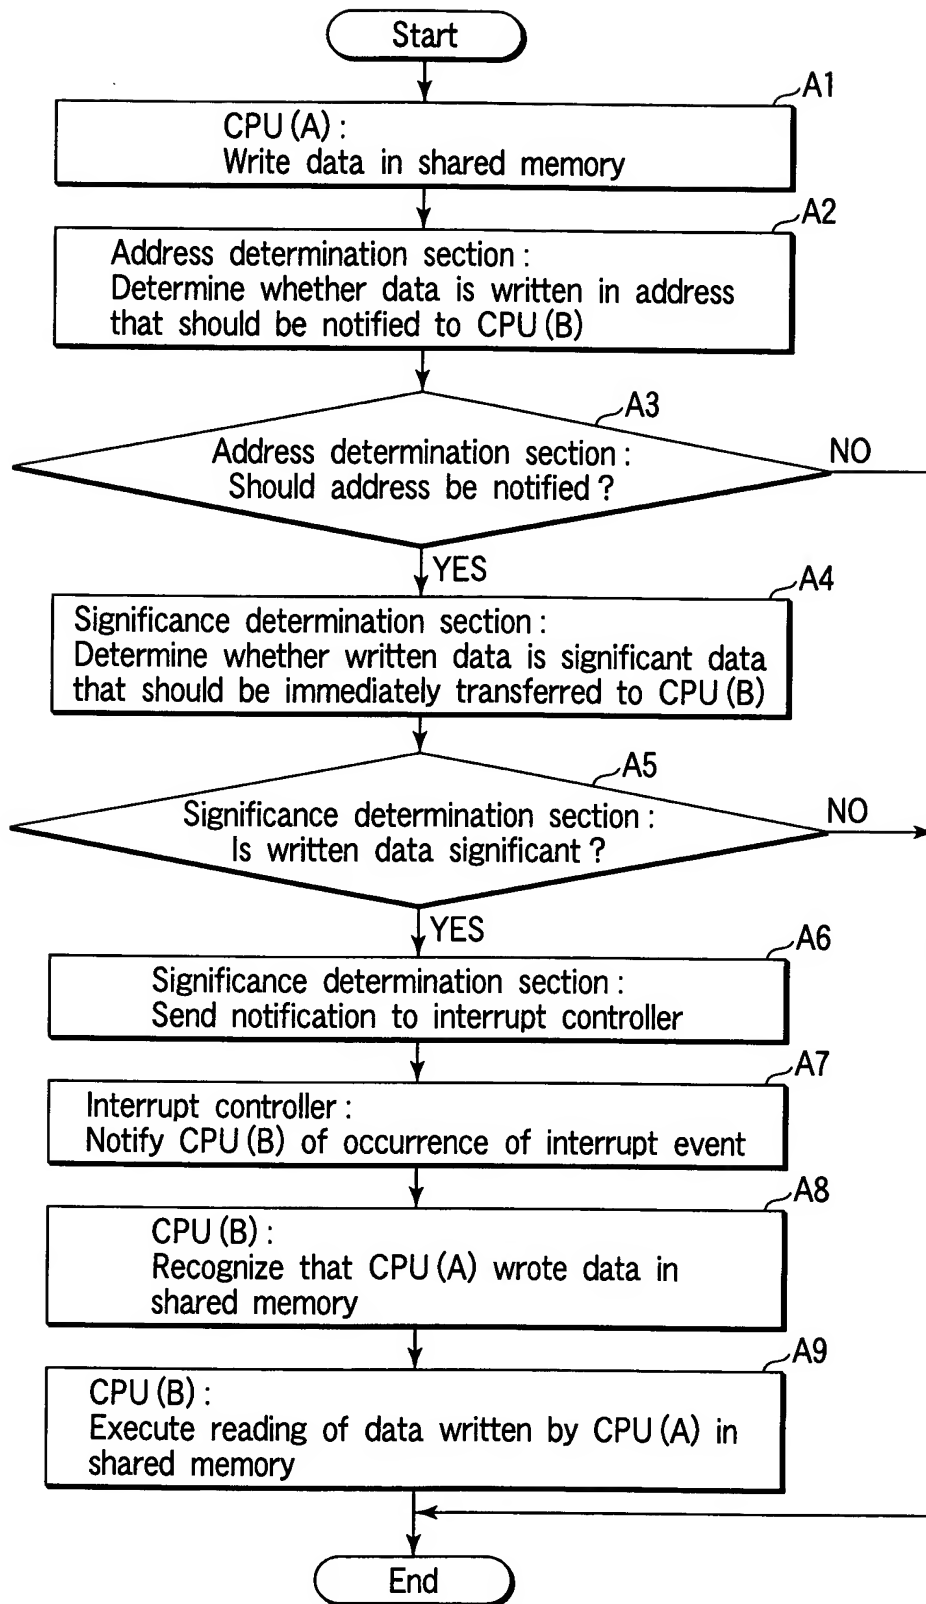 Start
A1
CPU(A):
Write data in shared memory
A2
Address determination section:
Determine whether data is written in address
that should be notified to CPU(B)
A3
Address determination section:
Should address be notified?
NO
YES
A4
Significance determination section:
Determine whether written data is significant data
that should be immediately transferred to CPU(B)
A5
Significance determination section:
Is written data significant?
NO
YES
A6
Significance determination section:
Send notification to interrupt controller
A7
Interrupt controller:
Notify CPU(B) of occurrence of interrupt event
A8
CPU(B):
Recognize that CPU(A) wrote data in
shared memory
A9
CPU(B):
Execute reading of data written by CPU(A) in
shared memory
End